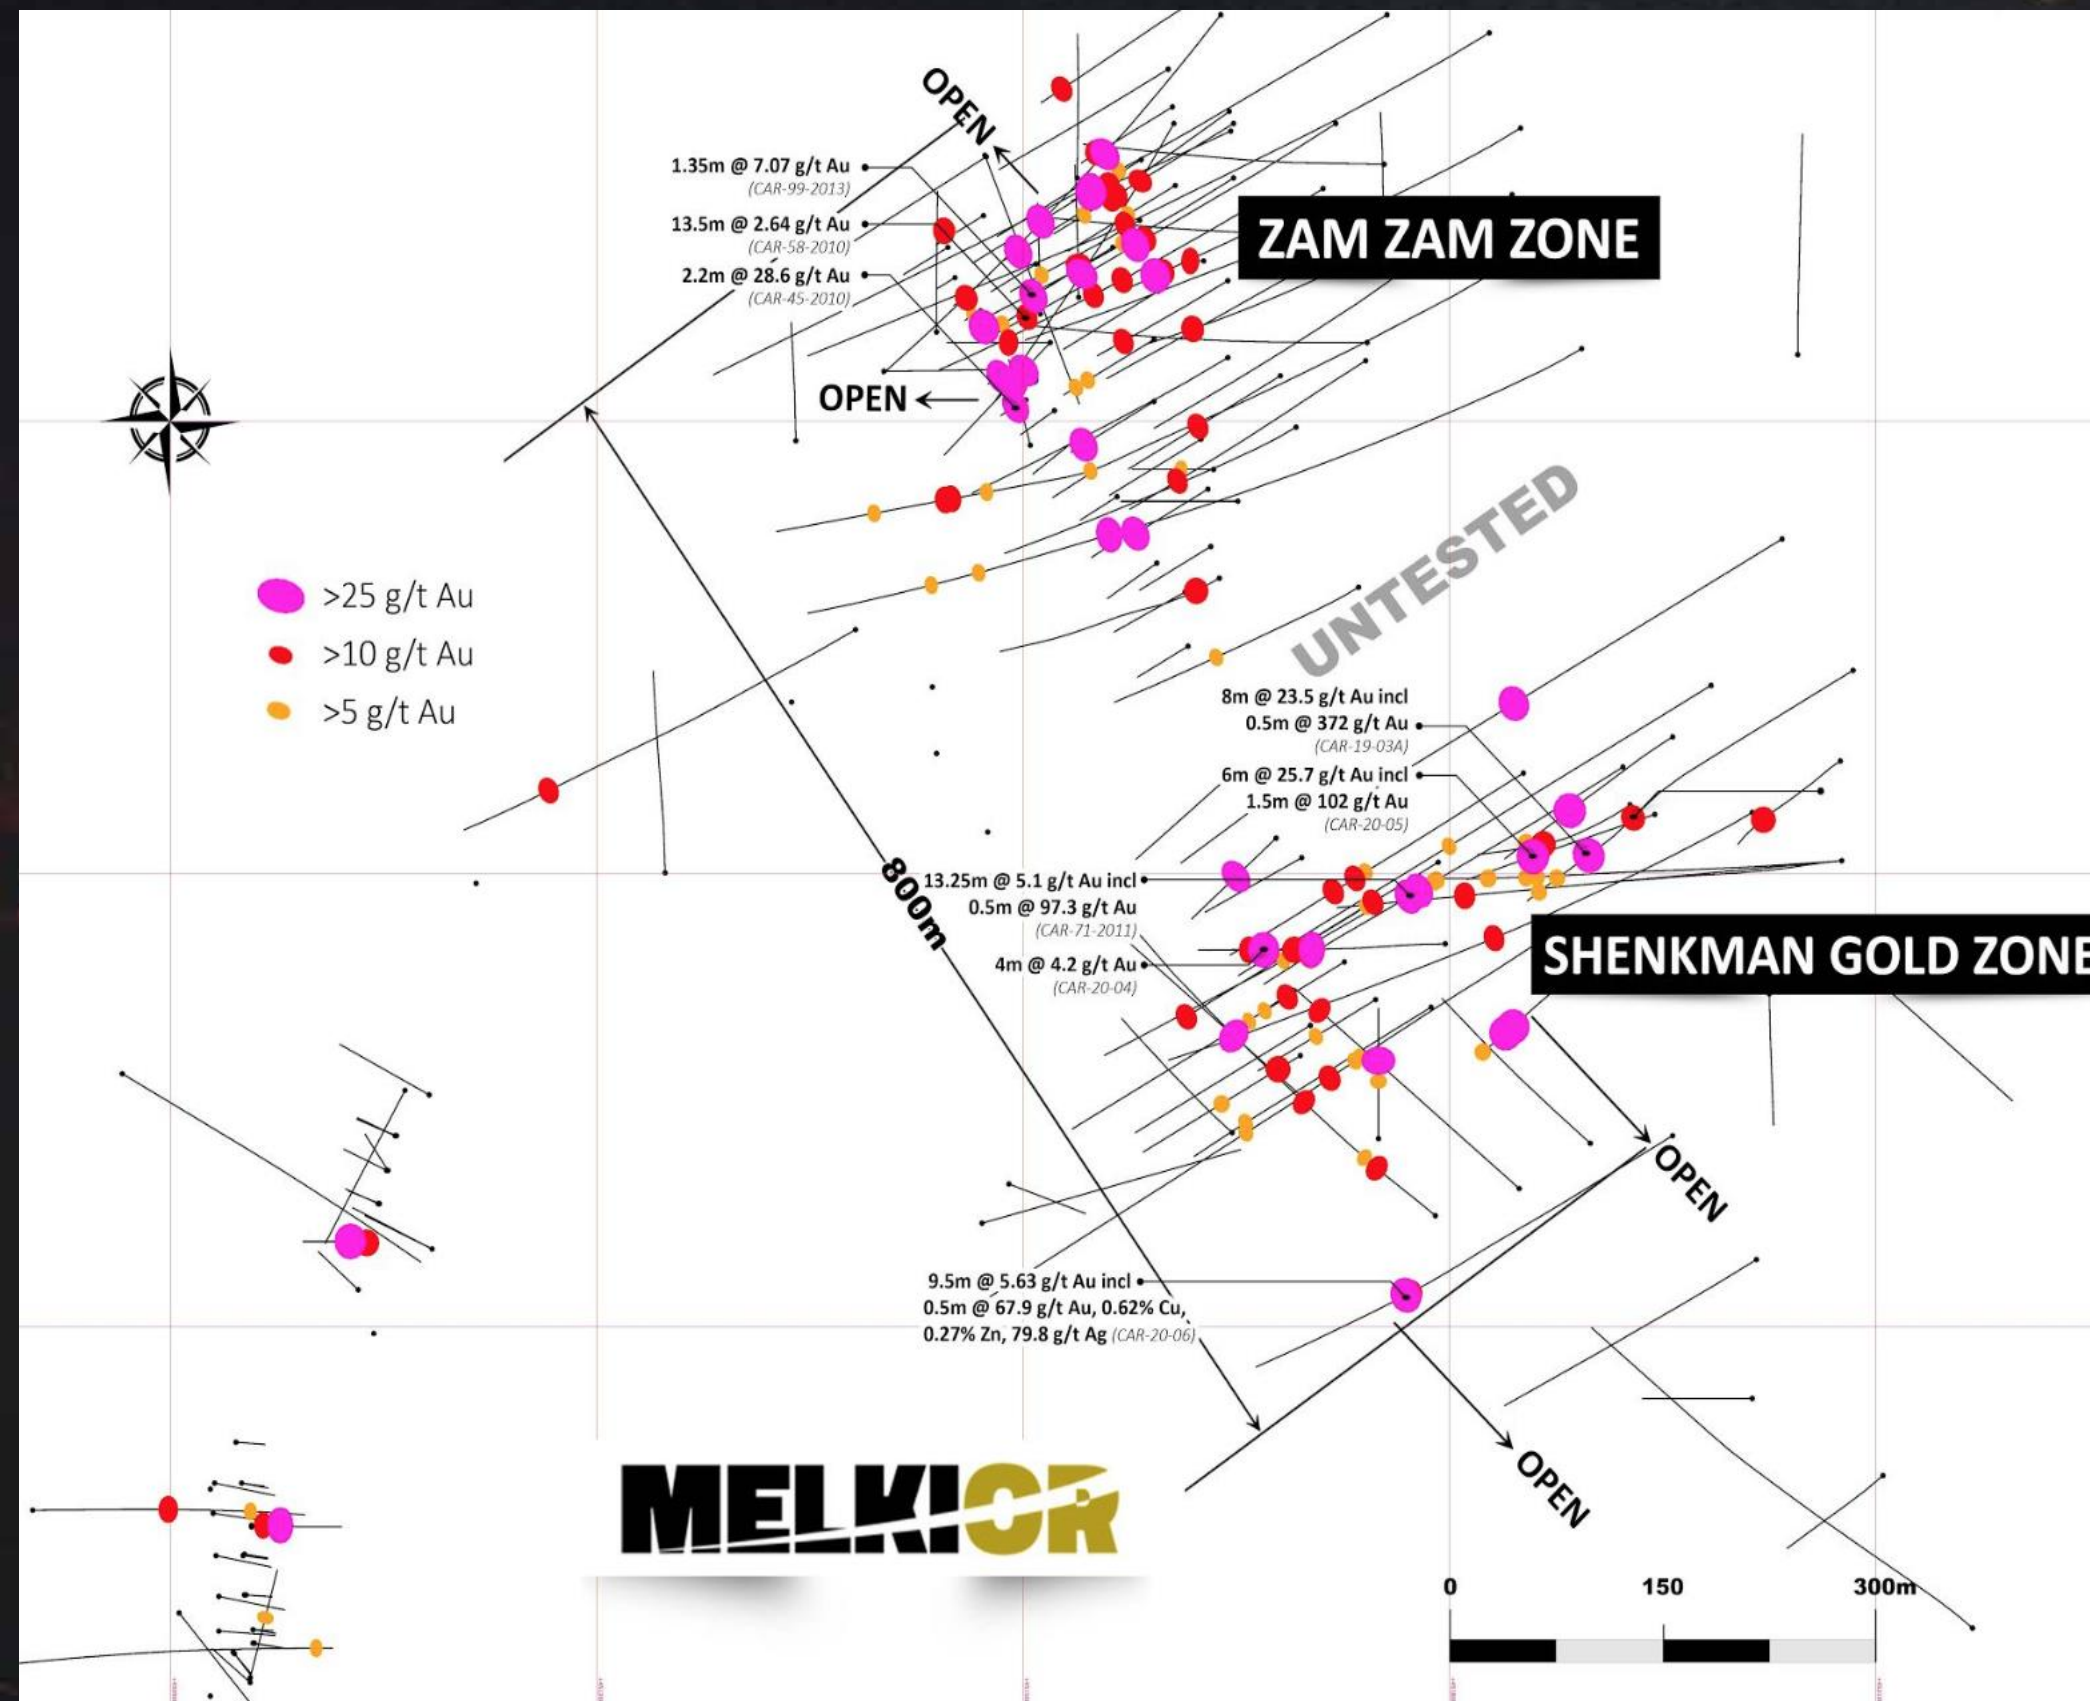 OPEN
1.35m @ 7.07 g/t Au
(CAR-99-2013)
13.5m @ 2.64 g/t Au
(CAR-58-2010)
2.2m @ 28.6 g/t Au
(CAR-45-2010)
ZAM ZAM ZONE
OPEN
UNTESTED
>25 g/t Au
>10 g/t Au
>5 g/t Au
8m @ 23.5 g/t Au incl
0.5m @ 372 g/t Au
(CAR-19-03A)
6m @ 25.7 g/t Au incl
1.5m @ 102 g/t Au
(CAR-20-05)
800m
13.25m @ 5.1 g/t Au incl
0.5m @ 97.3 g/t Au
(CAR-71-2011)
4m @ 4.2 g/t Au
(CAR-20-04)
SHENKMAN GOLD ZONE
OPEN
9.5m @ 5.63 g/t Au incl
0.5m @ 67.9 g/t Au, 0.62% Cu,
0.27% Zn, 79.8 g/t Ag (CAR-20-06)
OPEN
MELKIOR
0 150 300m